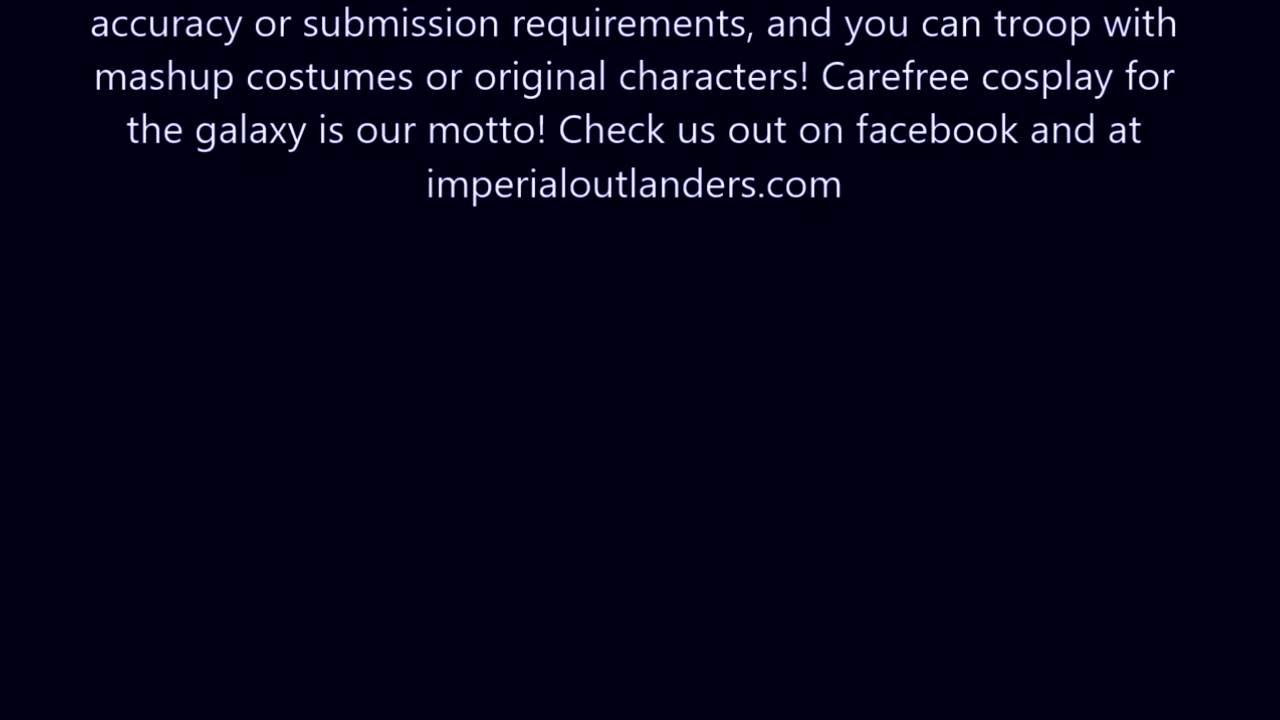 accuracy or submission requirements, and you can troop with
mashup costumes or original characters! Carefree cosplay for
the galaxy is our motto! Check us out on facebook and at
imperialoutlanders.com